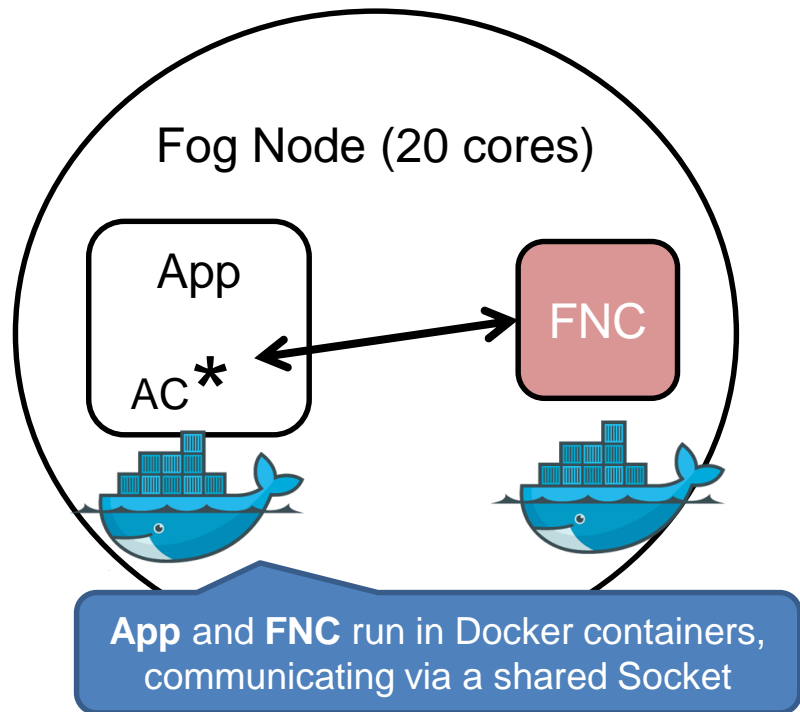 Fog Node (20 cores)
App
AC*
FNC
App and FNC run in Docker containers,
communicating via a shared Socket